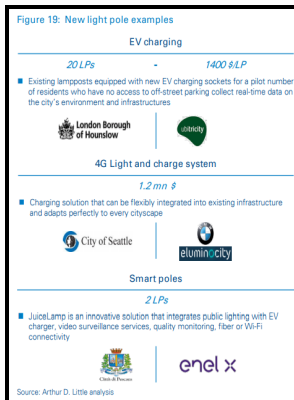 Figure 19: New light pole examples
EV charging
20 LPs - 1400 $/LP
■ Existing lampposts equipped with new EV charging sockets for a pilot number
of residents who have no access to off-street parking collect real-time data on
the city's environment and infrastructures
London Borough
of Hounslow
ubitricity
4G Light and charge system
1.2 mn $
■ Charging solution that can be flexibly integrated into existing infrastructure
and adapts perfectly to every cityscape
City of Seattle
eluminocity
Smart poles
2 LPs
■ JuiceLamp is an innovative solution that integrates public lighting with EV
charger, video surveillance services, quality monitoring, fiber or Wi-Fi
connectivity
Città di Pescara
enel x
Source: Arthur D. Little analysis